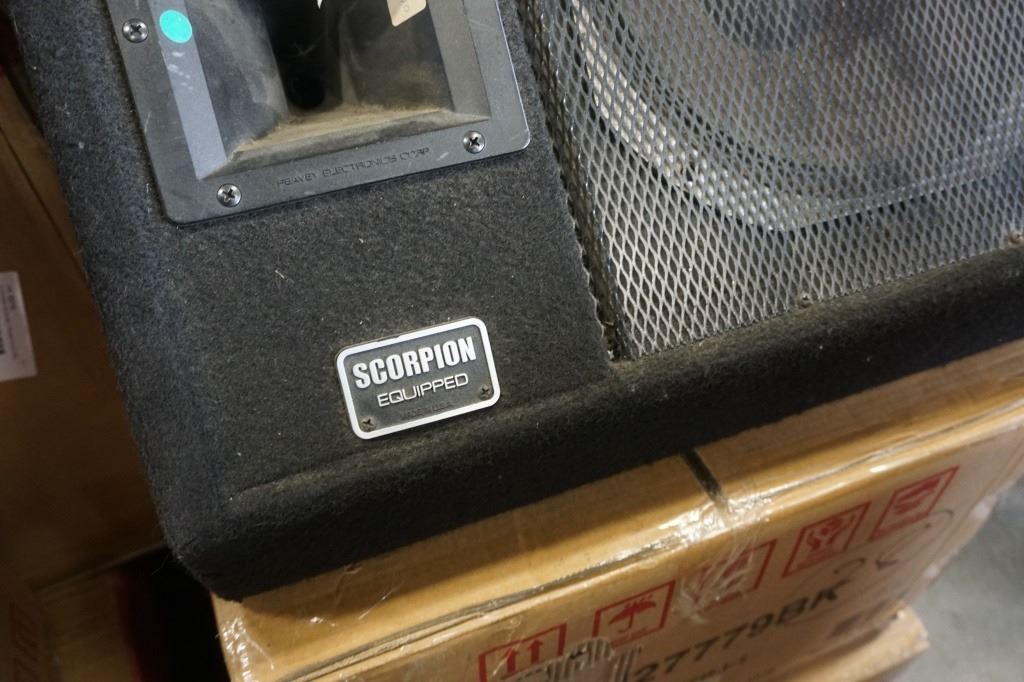 PEAVEY ELECTRONICS CORP.
SCORPION
EQUIPPED
27779BK